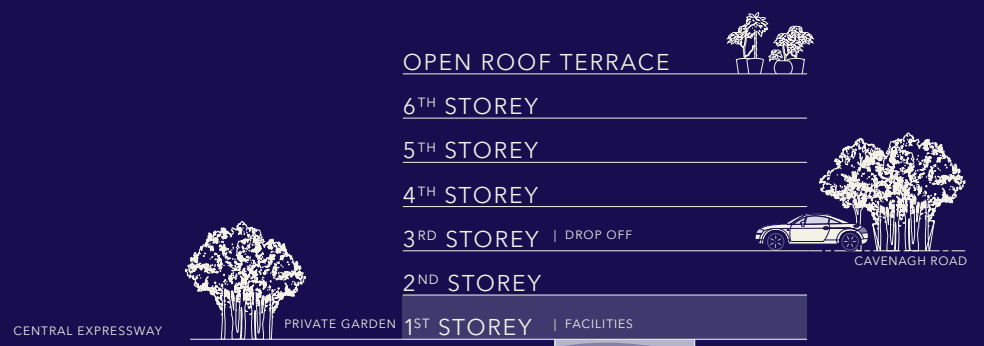 OPEN ROOF TERRACE
6TH STOREY
5TH STOREY
4TH STOREY
3RD STOREY | DROP OFF
CAVENAGH ROAD
2ND STOREY
CENTRAL EXPRESSWAY PRIVATE GARDEN 1ST STOREY | FACILITIES